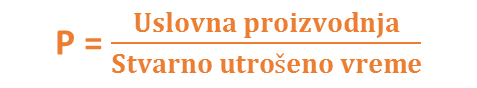 P = Uslovna proizvodnja
Stvarno utrošeno vreme